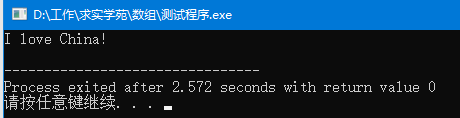 D:\工作\求实学苑\数组\测试程序.exe
I love China!
--------------------------------
Process exited after 2.572 seconds with return value 0
请按任意键继续. . .